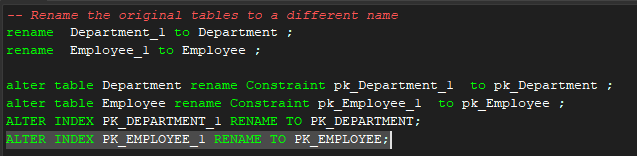 -- Rename the original tables to a different name
rename  Department_1 to Department ;
rename  Employee_1 to Employee ;
alter table Department rename Constraint pk_Department_1  to pk_Department ;
alter table Employee rename Constraint pk_Employee_1  to pk_Employee ;
ALTER INDEX PK_DEPARTMENT_1 RENAME TO PK_DEPARTMENT;
ALTER INDEX PK_EMPLOYEE_1 RENAME TO PK_EMPLOYEE;